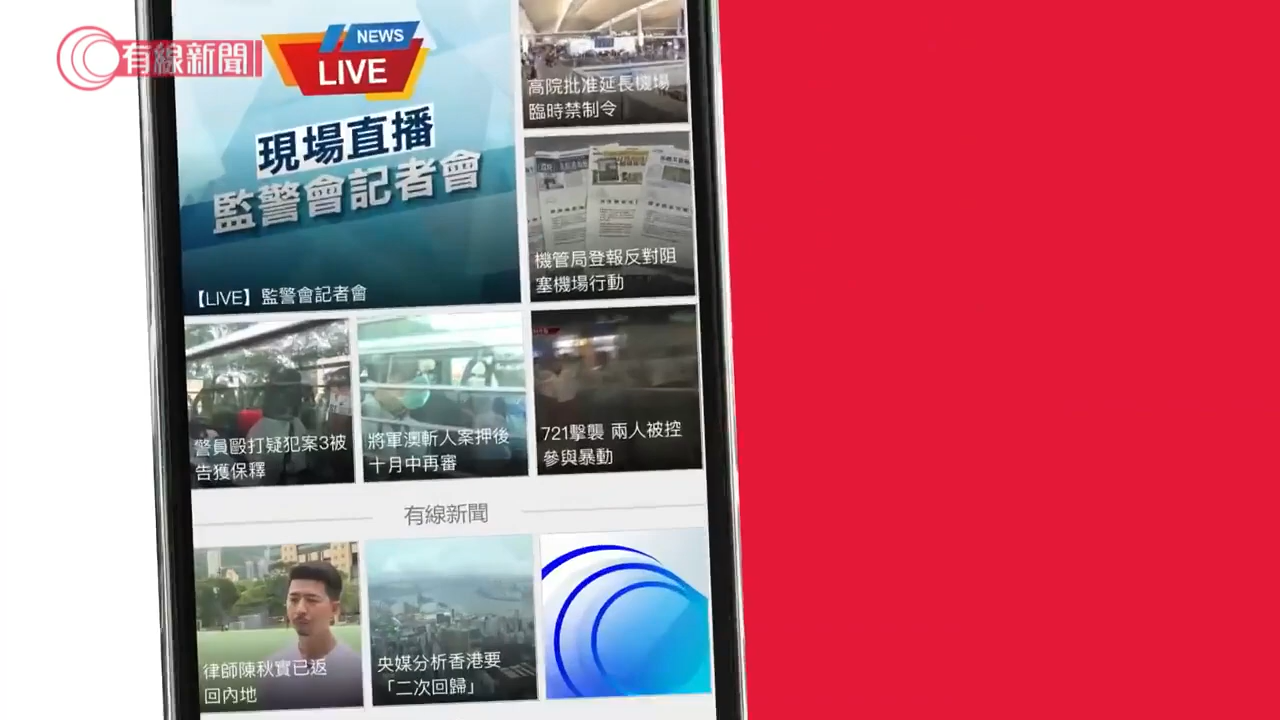 有線新聞
NEWS
LIVE
現場直播
監警會記者會
【LIVE】監警會記者會
高院批准延長機場
臨時禁制令
機管局登報反對阻
塞機場行動
警員毆打疑犯案3被
告獲保釋
將軍澳斬人案押後
十月中再審
721擊襲 兩人被控
參與暴動
有線新聞
律師陳秋實已返
回內地
央媒分析香港要
「二次回歸」